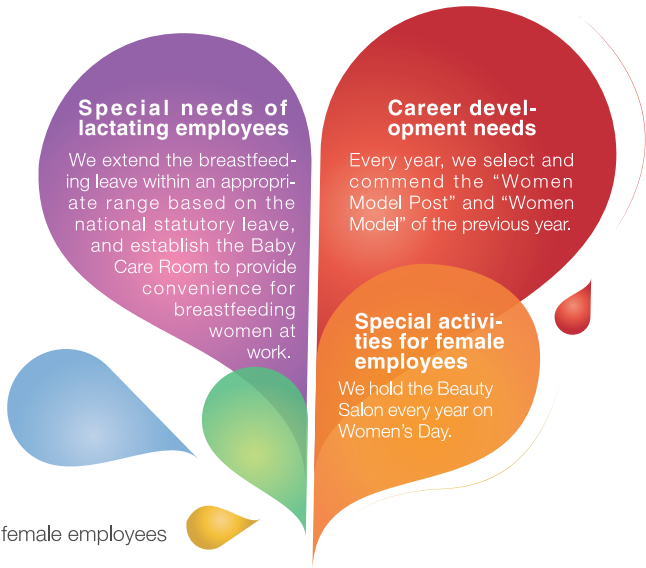 Special needs of
lactating employees
We extend the breastfeed-
ing leave within an appropri-
ate range based on the
national statutory leave,
and establish the Baby
Care Room to provide
convenience for
breastfeeding
women at
work.
Career devel-
opment needs
Every year, we select and
commend the “Women
Model Post” and “Women
Model” of the previous year.
Special activi-
ties for female
employees
We hold the Beauty
Salon every year on
Women’s Day.
female employees